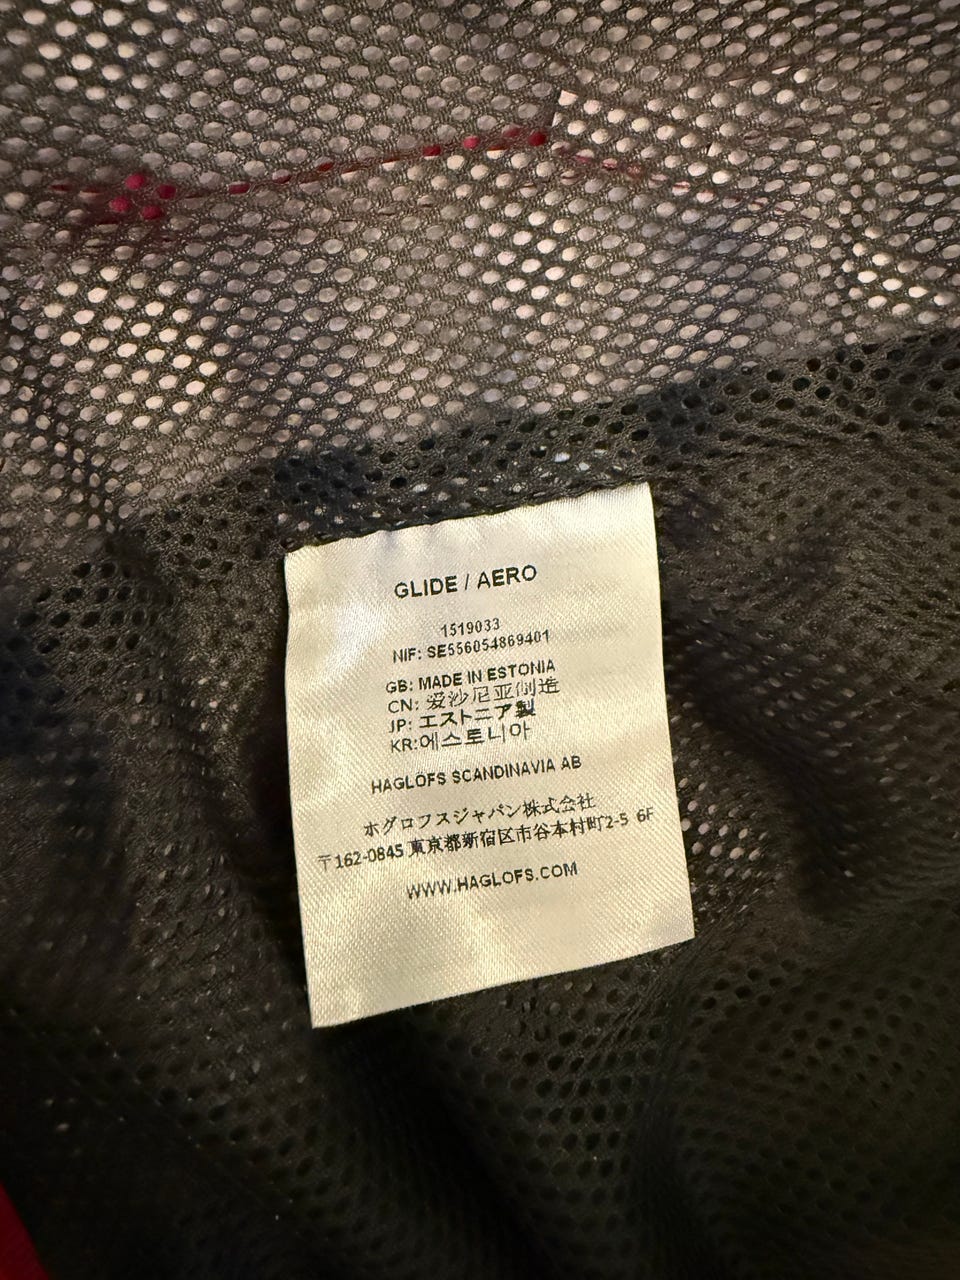 GLIDE / AERO
1519033
NIF: SE556054869401
GB: MADE IN ESTONIA
CN: 爱沙尼亚制造
JP: エストニア製
KR:에스토니아
HAGLÖFS SCANDINAVIA AB
ホグロフスジャパン株式会社
〒162-0845 東京都新宿区市谷本村町2-5 6F
WWW.HAGLOFS.COM